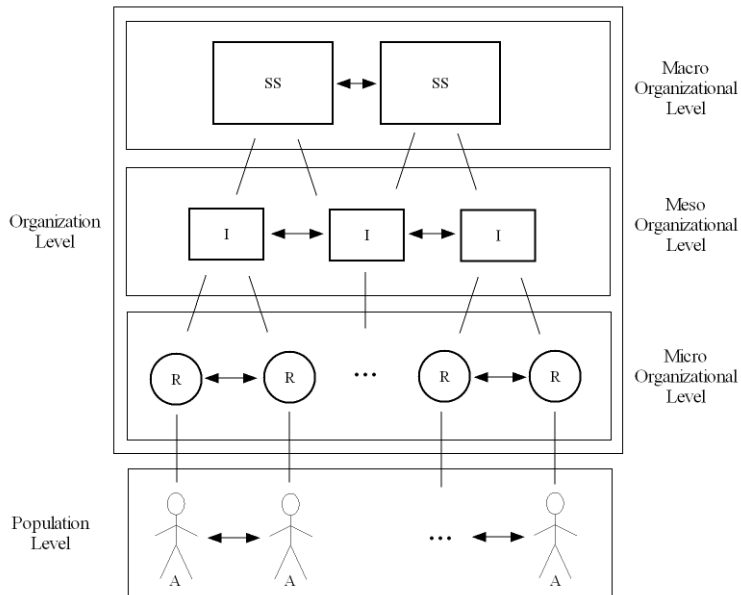 SS
SS
Macro
Organizational
Level
Organization
Level
I
I
I
Meso
Organizational
Level
R
R
...
R
R
Micro
Organizational
Level
Population
Level
A
A
...
A